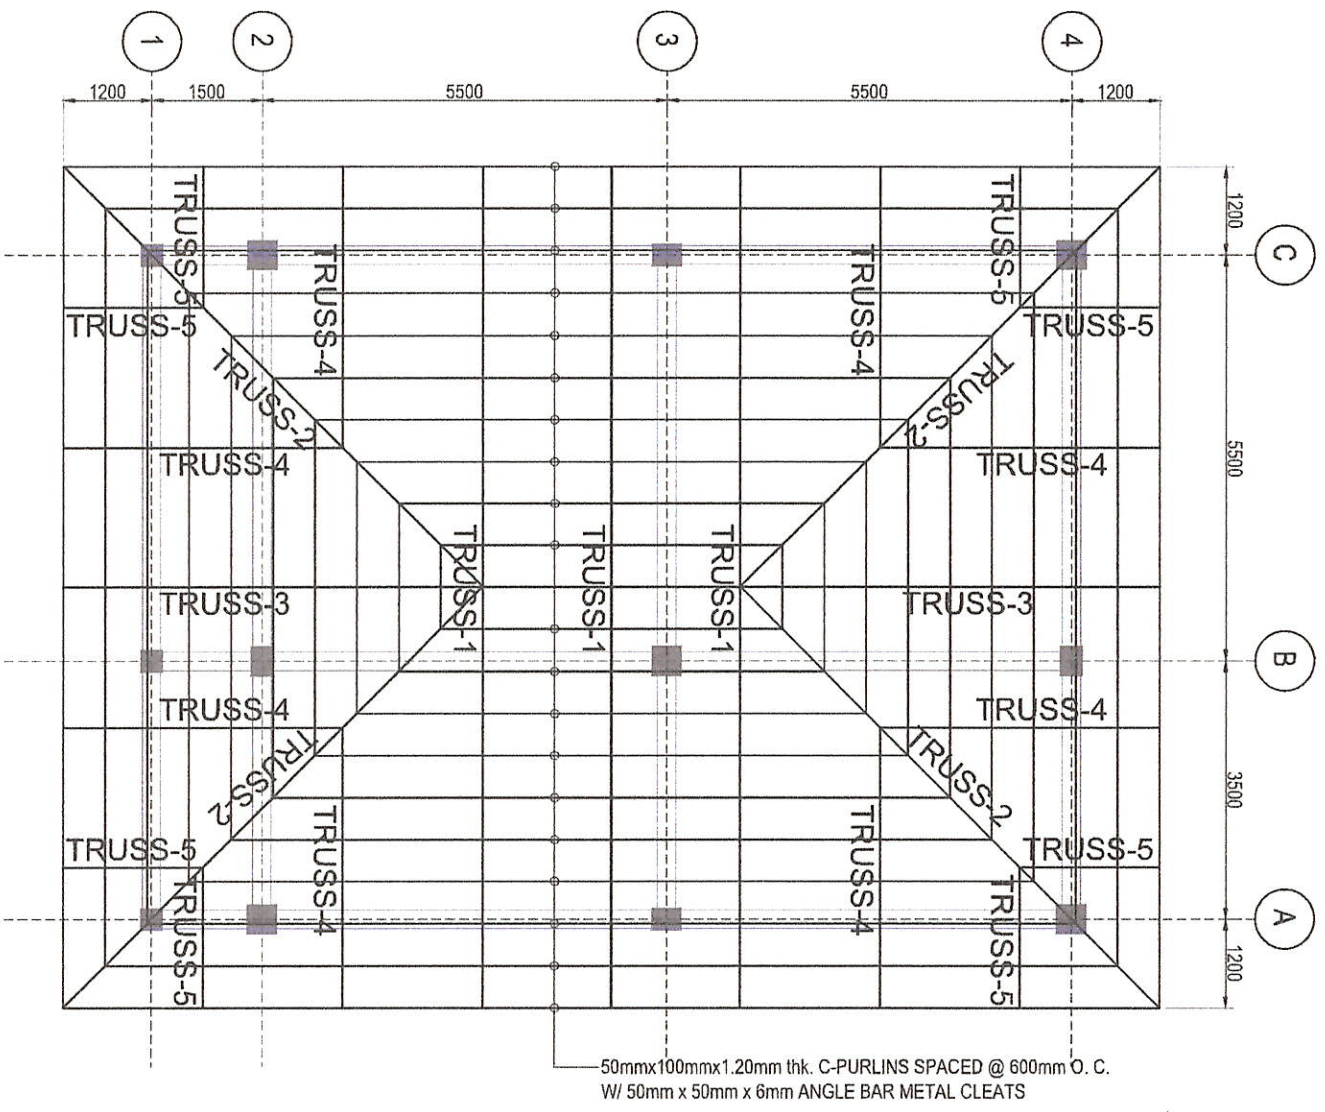 1
2
3
4
1200
1500
5500
5500
1200
1200
C
5500
B
3500
A
1200
TRUSS-5
TRUSS-5
TRUSS-4
TRUSS-4
TRUSS-5
TRUSS-5
TRUSS-2
TRUSS-2
TRUSS-4
TRUSS-4
TRUSS-1
TRUSS-1
TRUSS-1
TRUSS-3
TRUSS-3
TRUSS-4
TRUSS-4
TRUSS-2
TRUSS-2
TRUSS-4
TRUSS-4
TRUSS-5
TRUSS-5
TRUSS-5
TRUSS-5
50mmx100mmx1.20mm thk. C-PURLINS SPACED @ 600mm O. C.
W/ 50mm x 50mm x 6mm ANGLE BAR METAL CLEATS